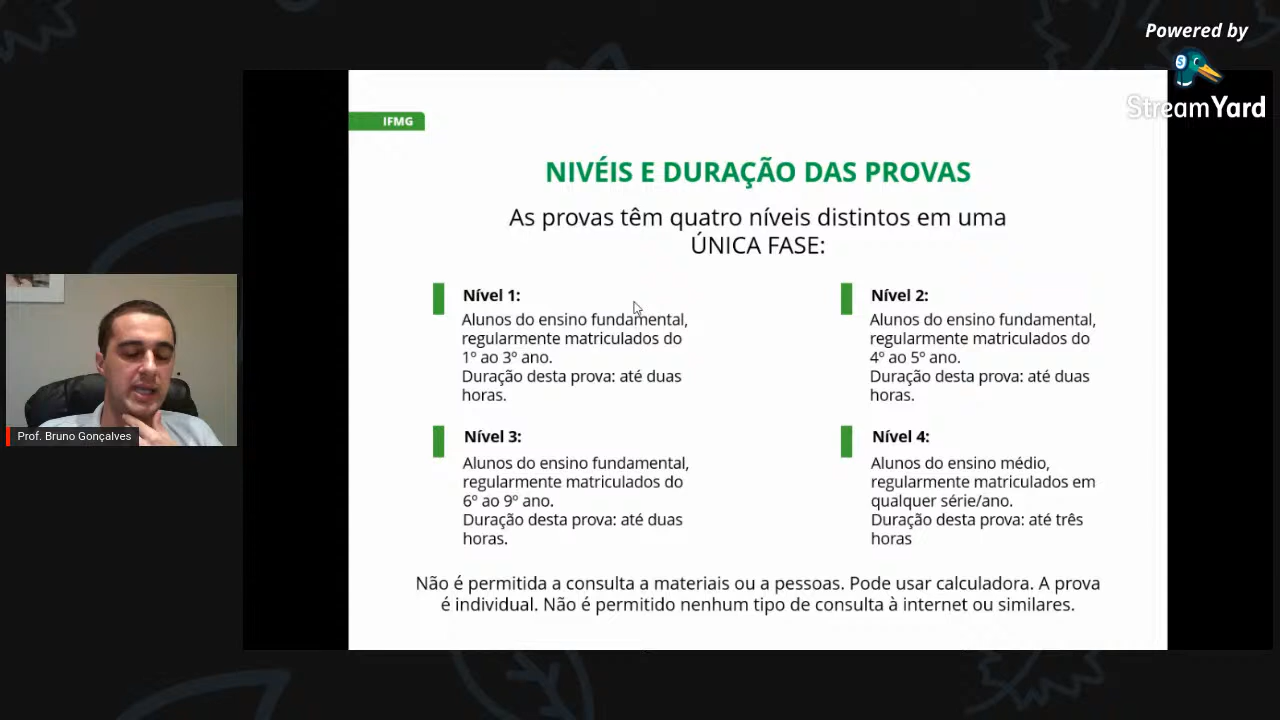 Powered by
StreamYard
IFMG
NIVÉIS E DURAÇÃO DAS PROVAS
As provas têm quatro níveis distintos em uma
ÚNICA FASE:
Nível 1:
Alunos do ensino fundamental,
regularmente matriculados do
1º ao 3º ano.
Duração desta prova: até duas
horas.
Nível 2:
Alunos do ensino fundamental,
regularmente matriculados do
4º ao 5º ano.
Duração desta prova: até duas
horas.
Nível 3:
Alunos do ensino fundamental,
regularmente matriculados do
6º ao 9º ano.
Duração desta prova: até duas
horas.
Nível 4:
Alunos do ensino médio,
regularmente matriculados em
qualquer série/ano.
Duração desta prova: até três
horas
Não é permitida a consulta a materiais ou a pessoas. Pode usar calculadora. A prova
é individual. Não é permitido nenhum tipo de consulta à internet ou similares.
Prof. Bruno Gonçalves